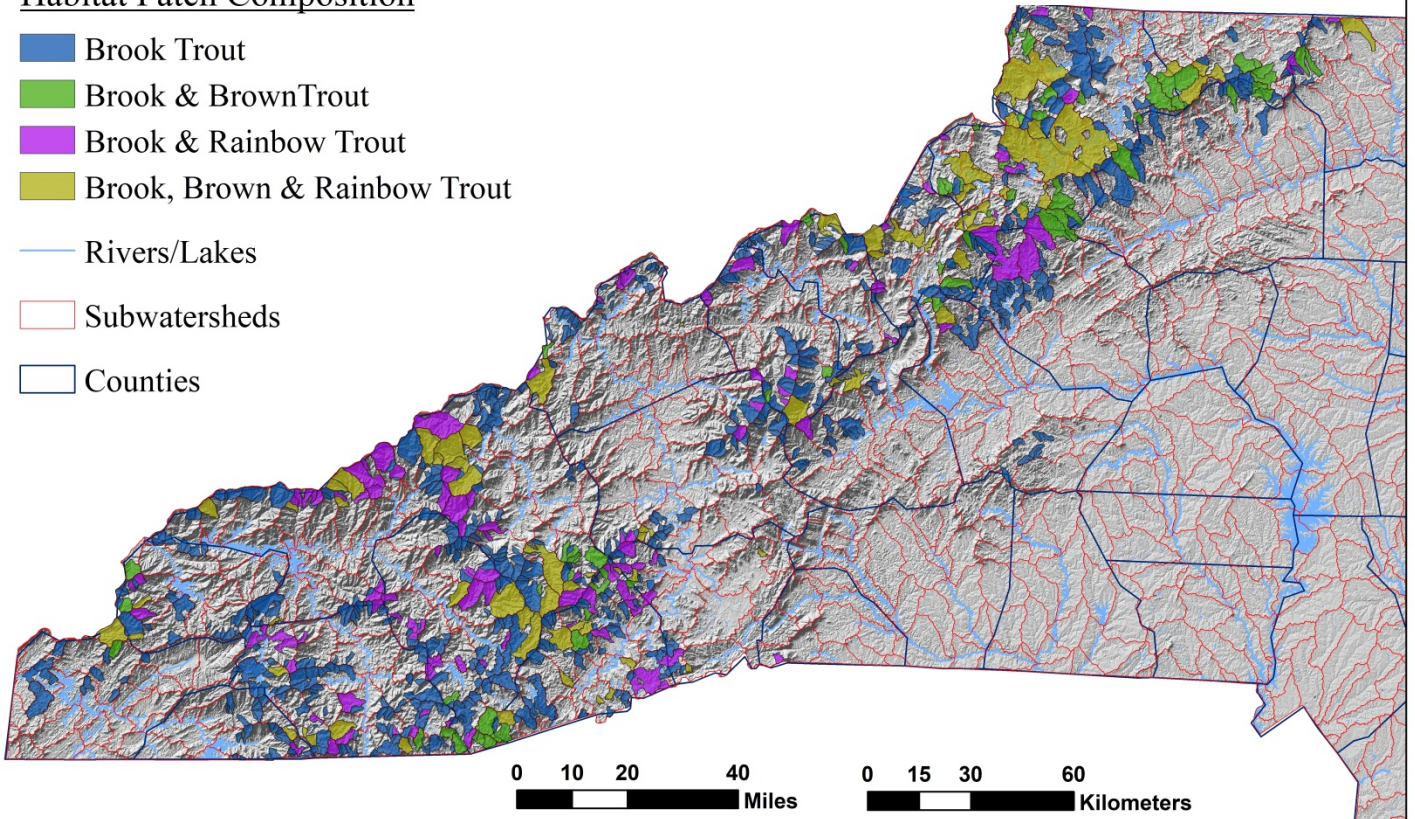 Habitat Patch Composition
Brook Trout
Brook & BrownTrout
Brook & Rainbow Trout
Brook, Brown & Rainbow Trout
Rivers/Lakes
Subwatersheds
Counties
0 10 20 40
Miles
0 15 30 60
Kilometers